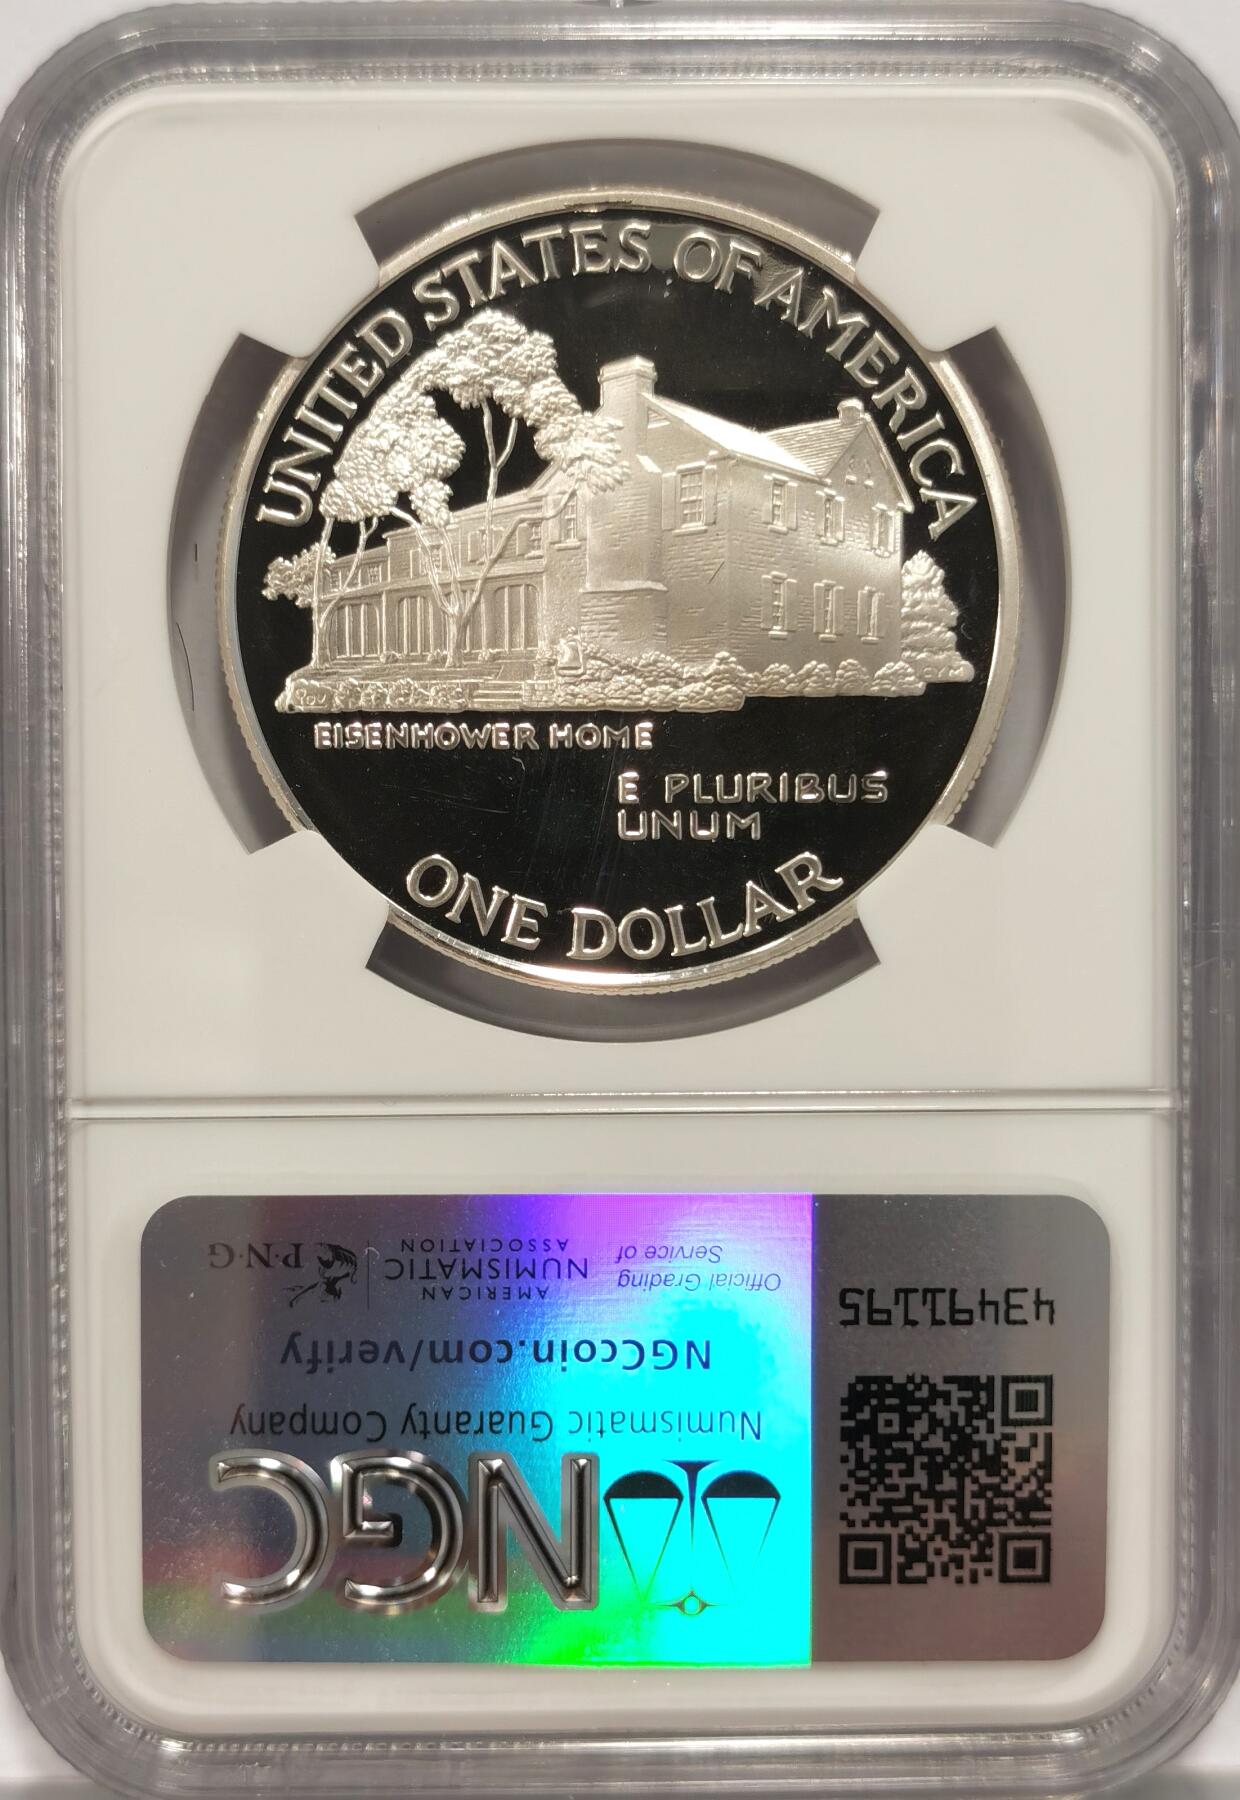 UNITED STATES OF AMERICA
EISENHOWER HOME
E PLURIBUS
UNUM
ONE DOLLAR
NGC
Numismatic Guaranty Company
NGCcoin.com/verify
Official Grading
Service of
AMERICAN
NUMISMATIC
ASSOCIATION
P·N·G
43491195